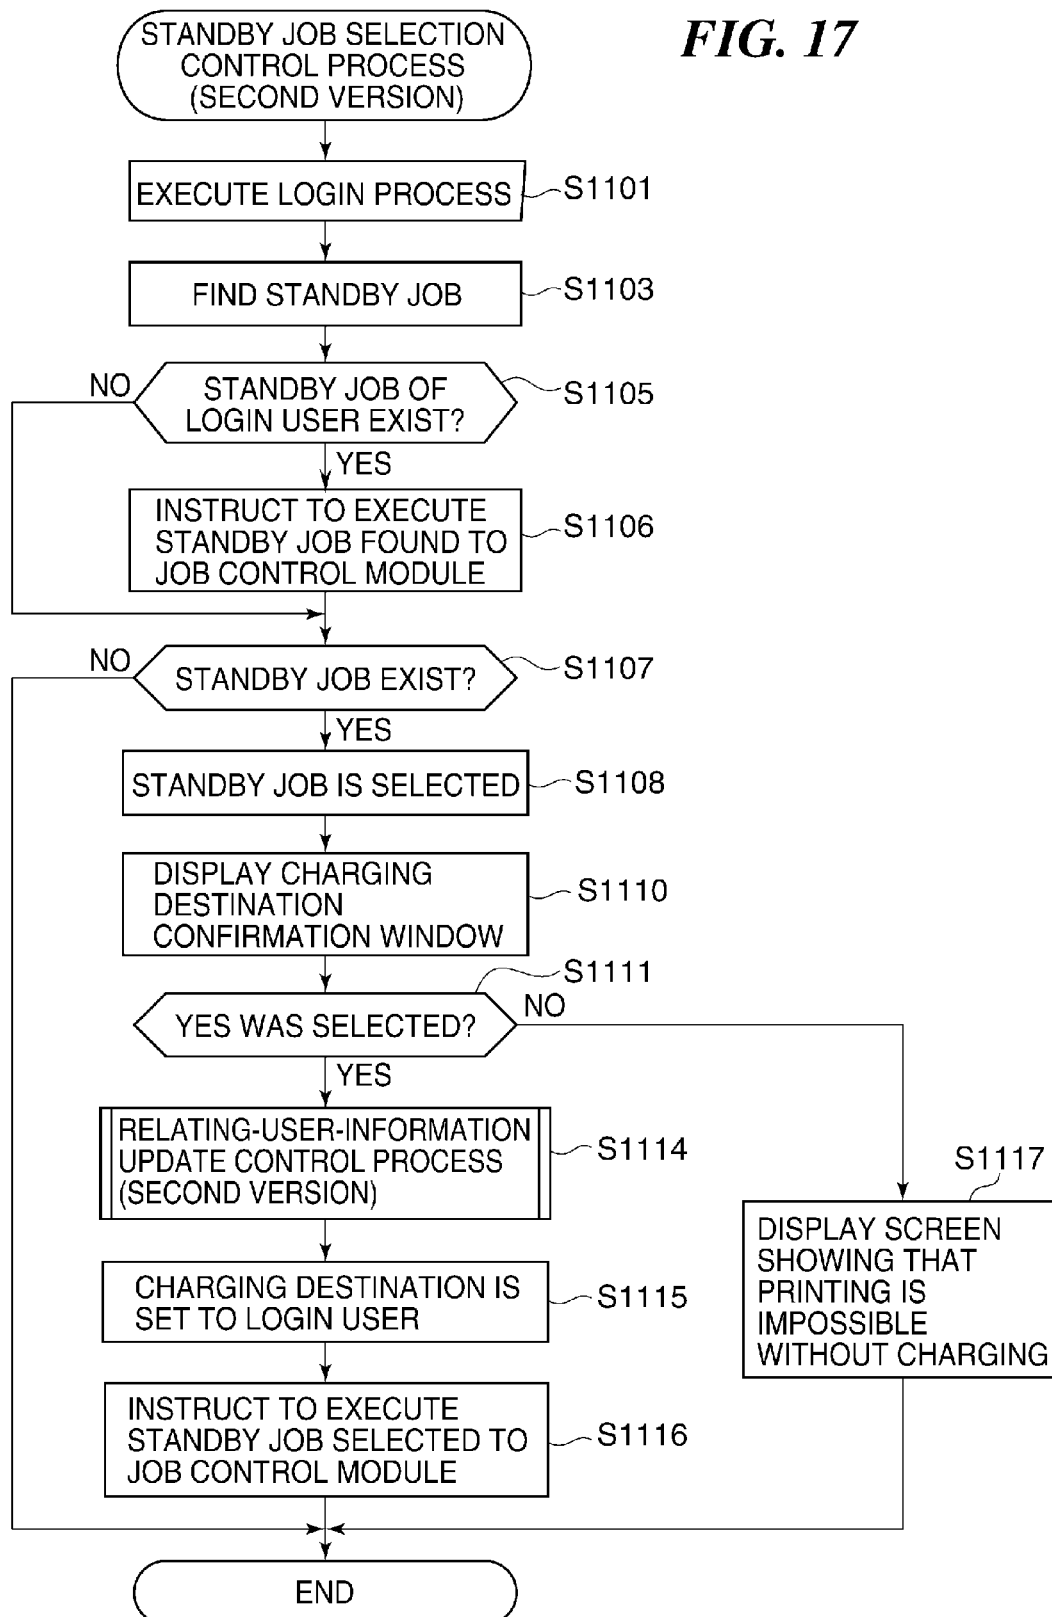 FIG. 17
STANDBY JOB SELECTION
CONTROL PROCESS
(SECOND VERSION)
EXECUTE LOGIN PROCESS
S1101
FIND STANDBY JOB
S1103
NO
STANDBY JOB OF
LOGIN USER EXIST?
S1105
YES
INSTRUCT TO EXECUTE
STANDBY JOB FOUND TO
JOB CONTROL MODULE
S1106
NO
STANDBY JOB EXIST?
S1107
YES
STANDBY JOB IS SELECTED
S1108
DISPLAY CHARGING
DESTINATION
CONFIRMATION WINDOW
S1110
S1111
YES WAS SELECTED?
NO
YES
RELATING-USER-INFORMATION
UPDATE CONTROL PROCESS
(SECOND VERSION)
S1114
S1117
DISPLAY SCREEN
SHOWING THAT
PRINTING IS
IMPOSSIBLE
WITHOUT CHARGING
CHARGING DESTINATION IS
SET TO LOGIN USER
S1115
INSTRUCT TO EXECUTE
STANDBY JOB SELECTED TO
JOB CONTROL MODULE
S1116
END